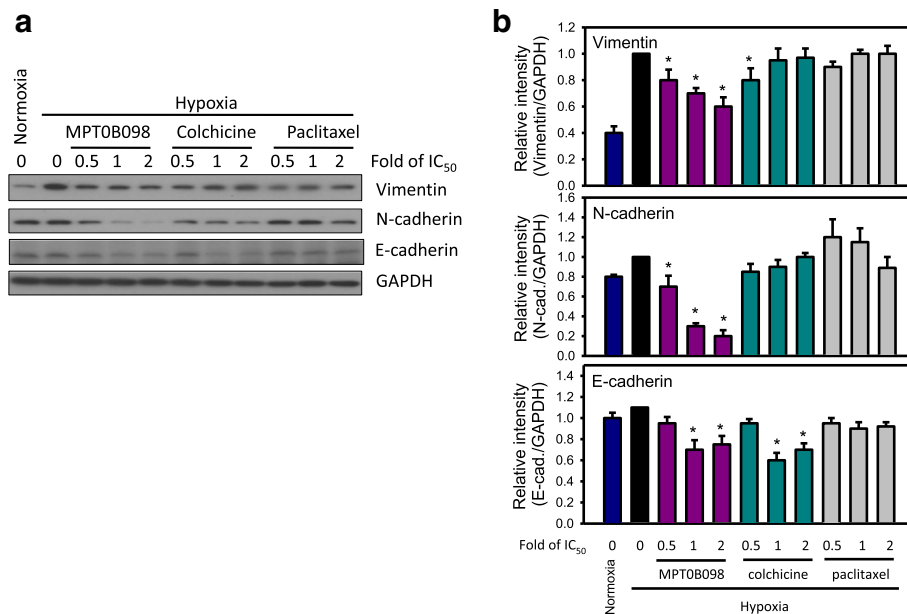 a
Normoxia
Hypoxia
MPT0B098 Colchicine Paclitaxel
0 0 0.5 1 2 0.5 1 2 0.5 1 2 Fold of IC50
Vimentin
N-cadherin
E-cadherin
GAPDH
b
Relative intensity
(Vimentin/GAPDH)
1.2
1.0
0.8
0.6
0.4
0.2
0.0
Vimentin
* * * *
Relative intensity
(N-cad./GAPDH)
1.6
1.4
1.2
1.0
0.8
0.6
0.4
0.2
0.0
N-cadherin
* * *
Relative intensity
(E-cad./GAPDH)
1.4
1.2
1.0
0.8
0.6
0.4
0.2
0.0
E-cadherin
* * * *
Fold of IC50 0 0 0.5 1 2 0.5 1 2 0.5 1 2
Normoxia
MPT0B098 colchicine paclitaxel
Hypoxia